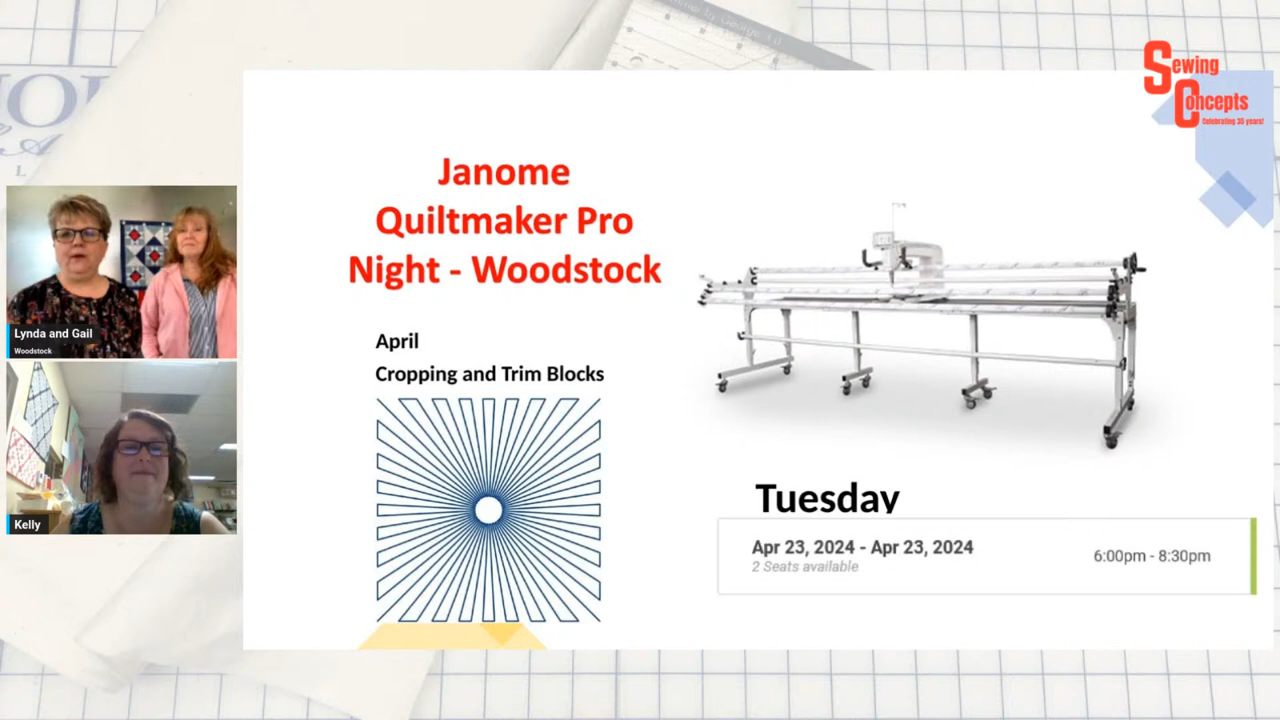 Sewing
Concepts
Celebrating 35 years!
Janome
Quiltmaker Pro
Night - Woodstock
April
Cropping and Trim Blocks
Lynda and Gail
Woodstock
Kelly
Tuesday
Apr 23, 2024 - Apr 23, 2024
2 Seats available
6:00pm - 8:30pm